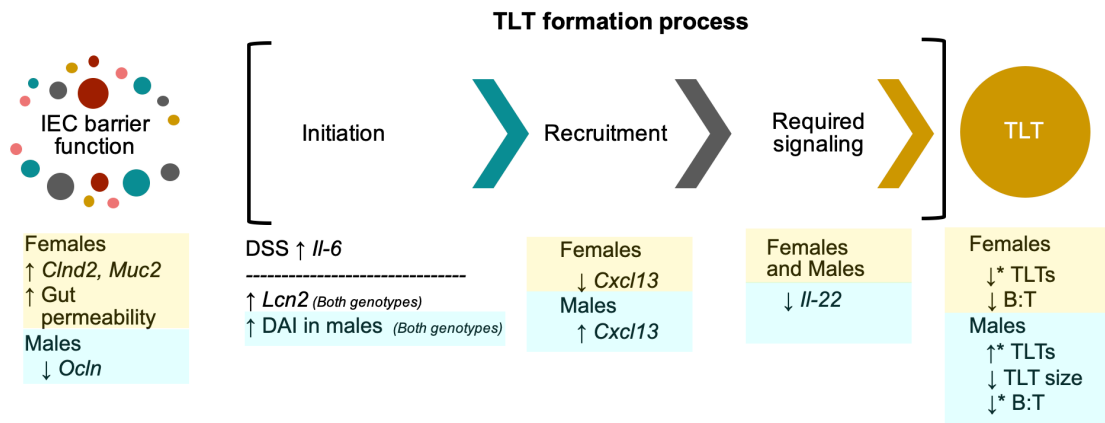 TLT formation process
IEC barrier
function
Initiation
Recruitment
Required
signaling
TLT
Females
↑ Clnd2, Muc2
↑ Gut
permeability
Males
↓ Ocln
DSS ↑ Il-6
--------------------------------
↑ Lcn2 (Both genotypes)
↑ DAI in males (Both genotypes)
Females
↓ Cxcl13
Males
↑ Cxcl13
Females
and Males
↓ Il-22
Females
↓* TLTs
↓ B:T
Males
↑* TLTs
↓ TLT size
↓* B:T